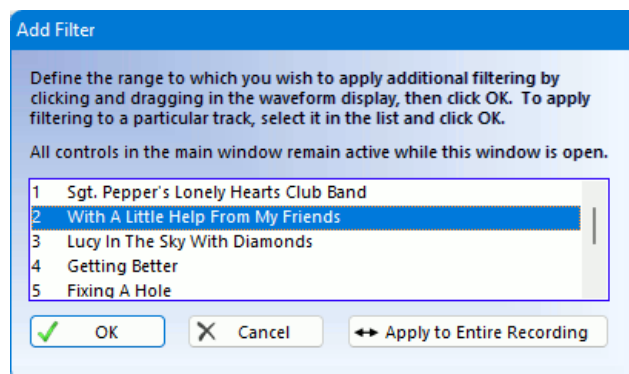 Add Filter
Define the range to which you wish to apply additional filtering by
clicking and dragging in the waveform display, then click OK. To apply
filtering to a particular track, select it in the list and click OK.
All controls in the main window remain active while this window is open.
1 Sgt. Pepper's Lonely Hearts Club Band
2 With A Little Help From My Friends
3 Lucy In The Sky With Diamonds
4 Getting Better
5 Fixing A Hole
OK Cancel Apply to Entire Recording